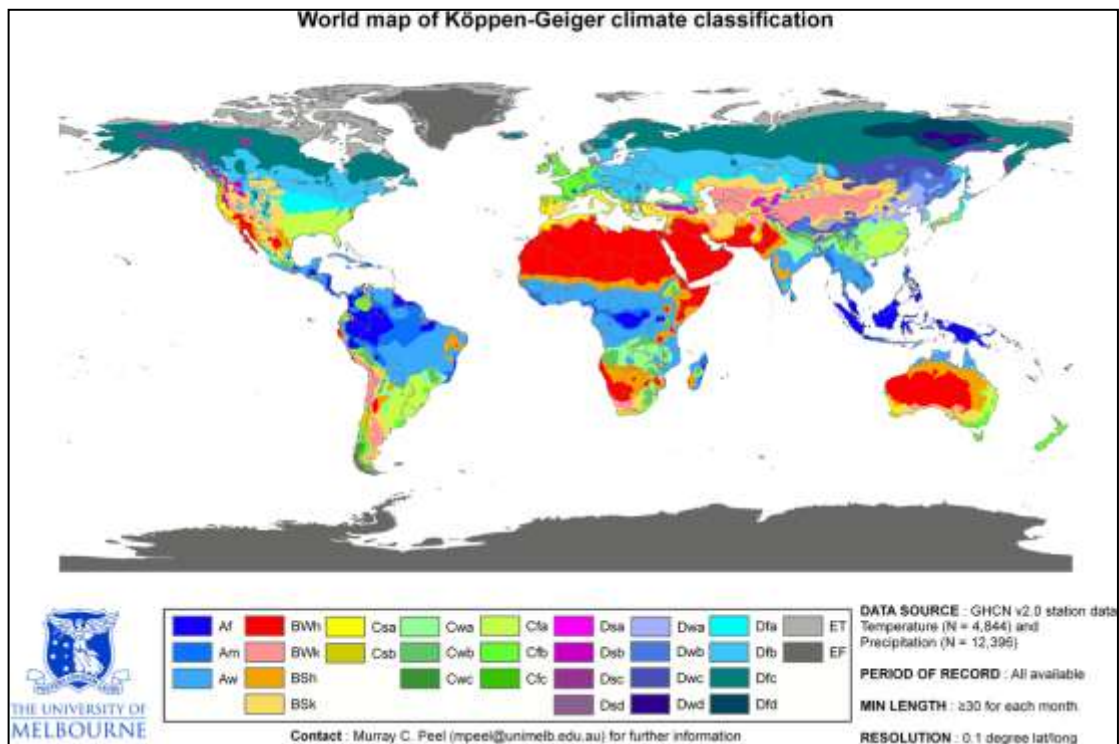 World map of Köppen-Geiger climate classification
Af
BWh
Csa
Cwa
Cfa
Dsa
Dwa
Dfa
ET
Am
BWk
Csb
Cwb
Cfb
Dsb
Dwb
Dfb
EF
Aw
BSh
Cwc
Cfc
Dsc
Dwc
Dfc
BSk
Dsd
Dwd
Dfd
DATA SOURCE : GHCN v2.0 station data
Temperature (N = 4,844) and
Precipitation (N = 12,396)
PERIOD OF RECORD : All available
MIN LENGTH : ≥30 for each month.
RESOLUTION : 0.1 degree lat/long
THE UNIVERSITY OF
MELBOURNE
Contact : Murray C. Peel (mpeel@unimelb.edu.au) for further information